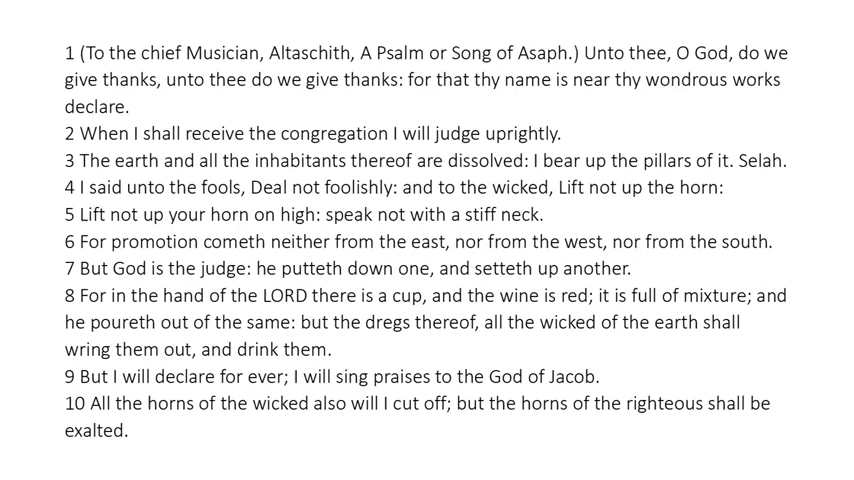 1 (To the chief Musician, Altaschith, A Psalm or Song of Asaph.) Unto thee, O God, do we
give thanks, unto thee do we give thanks: for that thy name is near thy wondrous works
declare.
2 When I shall receive the congregation I will judge uprightly.
3 The earth and all the inhabitants thereof are dissolved: I bear up the pillars of it. Selah.
4 I said unto the fools, Deal not foolishly: and to the wicked, Lift not up the horn:
5 Lift not up your horn on high: speak not with a stiff neck.
6 For promotion cometh neither from the east, nor from the west, nor from the south.
7 But God is the judge: he putteth down one, and setteth up another.
8 For in the hand of the LORD there is a cup, and the wine is red; it is full of mixture; and
he poureth out of the same: but the dregs thereof, all the wicked of the earth shall
wring them out, and drink them.
9 But I will declare for ever; I will sing praises to the God of Jacob.
10 All the horns of the wicked also will I cut off; but the horns of the righteous shall be
exalted.